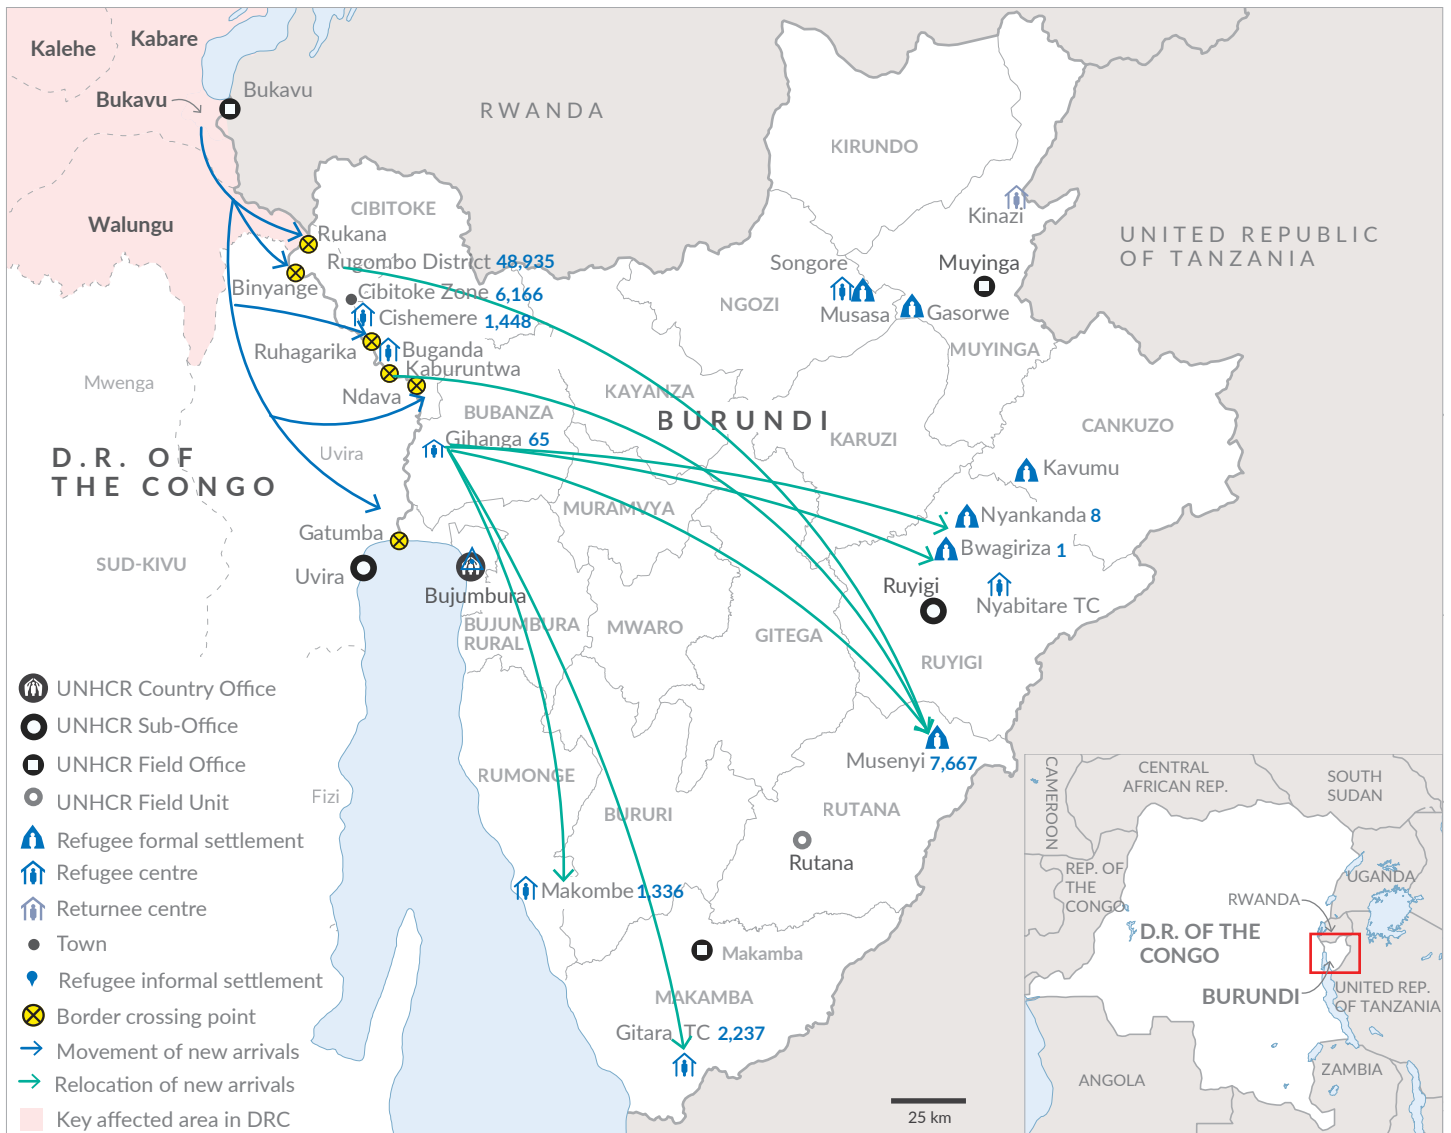 Kalehe
Kabare
Bukavu
Bukavu
RWANDA
KIRUNDO
Walungu
CIBITOKE
Kinazi
Rukana
UNITED REPUBLIC
OF TANZANIA
Rugombo District 48,935
Songore
Muyinga
Binyange
Cibitoke Zone 6,166
NGOZI
Musasa
Gasorwe
Cishemere 1,448
Ruhagarika
Buganda
MUYINGA
Kaburuntwa
Mwenga
Ndava
KAYANZA
BUBANZA
BURUNDI
CANKUZO
Gihanga 65
KARUZI
D.R. OF
THE CONGO
Uvira
Kavumu
MURAMVYA
Nyankanda 8
Gatumba
Bwagiriza 1
SUD-KIVU
Uvira
Ruyigi
Bujumbura
Nyabitare TC
BUJUMBURA
RURAL
MWARO
GITEGA
RUYIGI
UNHCR Country Office
UNHCR Sub-Office
UNHCR Field Office
UNHCR Field Unit
Refugee formal settlement
Refugee centre
Returnee centre
Town
Refugee informal settlement
Border crossing point
Movement of new arrivals
Relocation of new arrivals
Key affected area in DRC
Musenyi 7,667
RUMONGE
Fizi
BURURI
RUTANA
Rutana
Makombe 1.336
Makamba
MAKAMBA
Gitara TC 2,237
25 km
CAMEROON
CENTRAL
AFRICAN REP.
SOUTH
SUDAN
REP. OF
THE
CONGO
UGANDA
RWANDA
D.R. OF THE
CONGO
BURUNDI
UNITED REP.
OF TANZANIA
ANGOLA
ZAMBIA